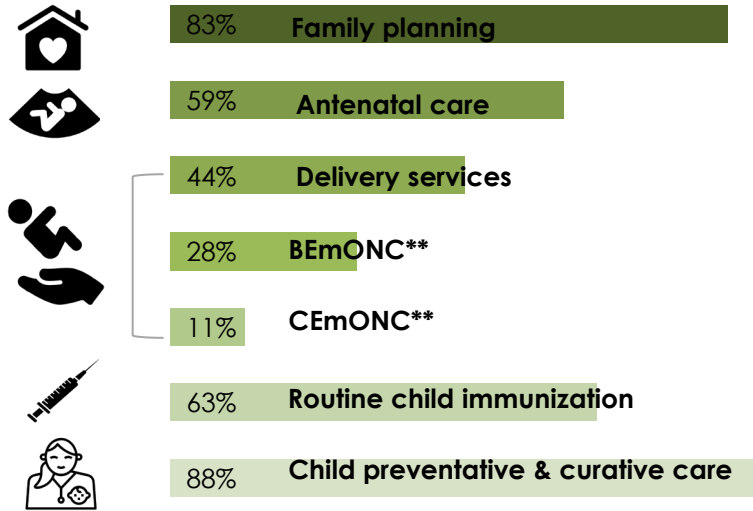 83% Family planning
59% Antenatal care
44% Delivery services
28% BEmONC**
11% CEmONC**
63% Routine child immunization
88% Child preventative & curative care